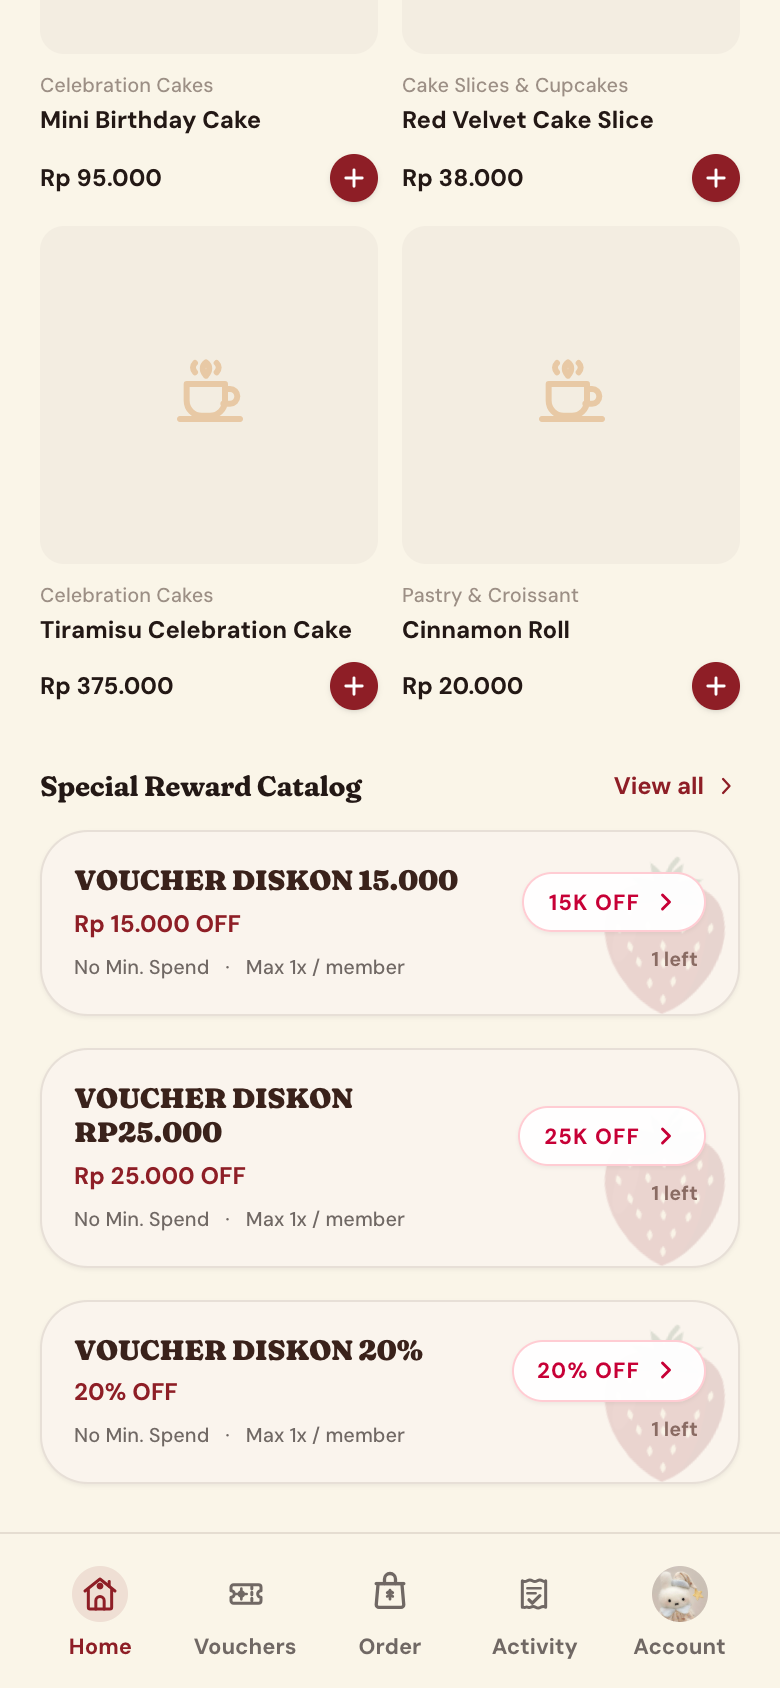 Celebration Cakes
Mini Birthday Cake
Rp 95.000
Cake Slices & Cupcakes
Red Velvet Cake Slice
Rp 38.000
Celebration Cakes
Tiramisu Celebration Cake
Rp 375.000
Pastry & Croissant
Cinnamon Roll
Rp 20.000
Special Reward Catalog
View all
VOUCHER DISKON 15.000
Rp 15.000 OFF
No Min. Spend · Max 1x / member
15K OFF
1 left
VOUCHER DISKON
RP25.000
Rp 25.000 OFF
No Min. Spend · Max 1x / member
25K OFF
1 left
VOUCHER DISKON 20%
20% OFF
No Min. Spend · Max 1x / member
20% OFF
1 left
Home
Vouchers
Order
Activity
Account